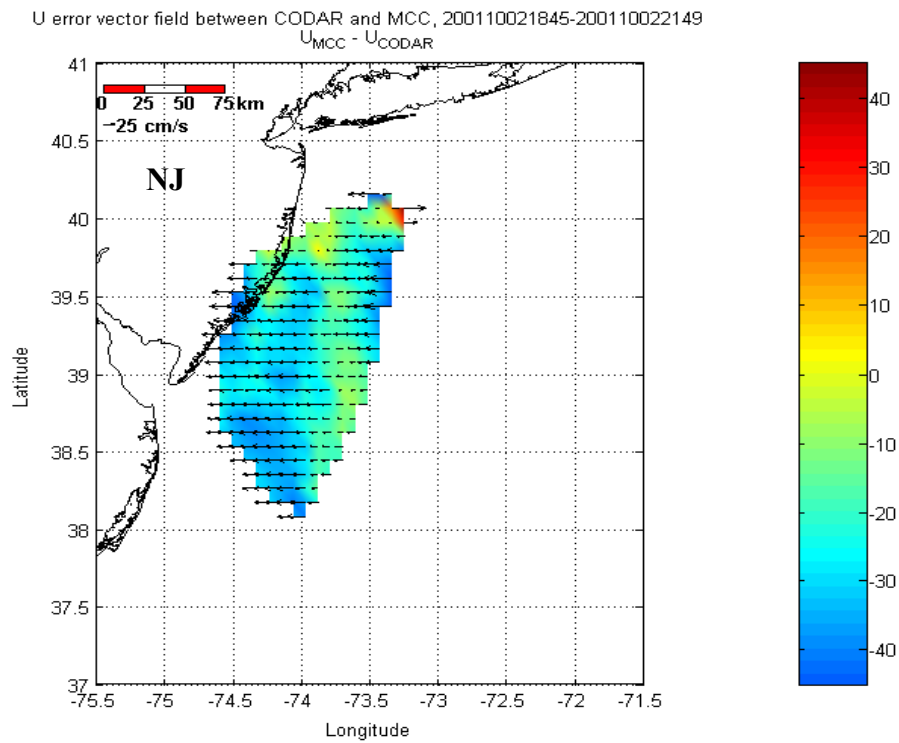 U error vector field between CODAR and MCC, 200110021845-200110022149
U_MCC - U_CODAR
41
40.5
40
39.5
39
38.5
38
37.5
37
0 25 50 75 km
→25 cm/s
NJ
Latitude
-75.5 -75 -74.5 -74 -73.5 -73 -72.5 -72 -71.5
Longitude
40
30
20
10
0
-10
-20
-30
-40